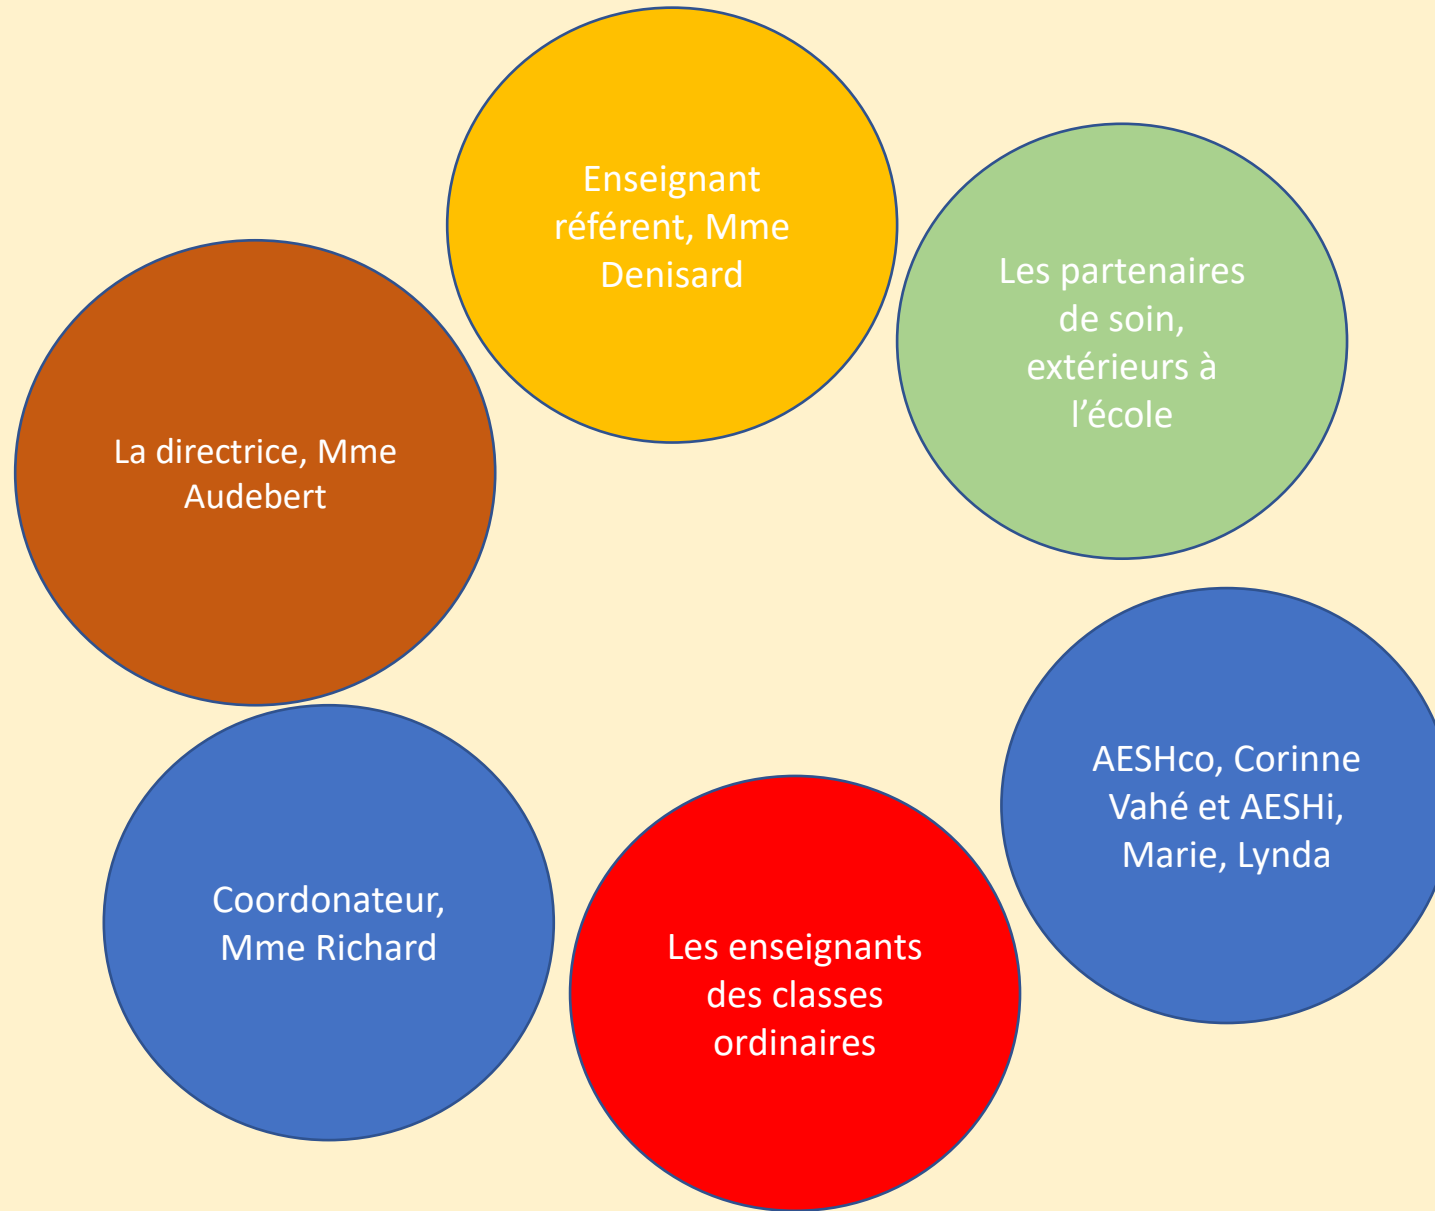 Enseignant
référent, Mme
Denisard
Les partenaires
de soin,
extérieurs à
l’école
La directrice, Mme
Audebert
AESHco, Corinne
Vahé et AESHi,
Marie, Lynda
Coordonateur,
Mme Richard
Les enseignants
des classes
ordinaires